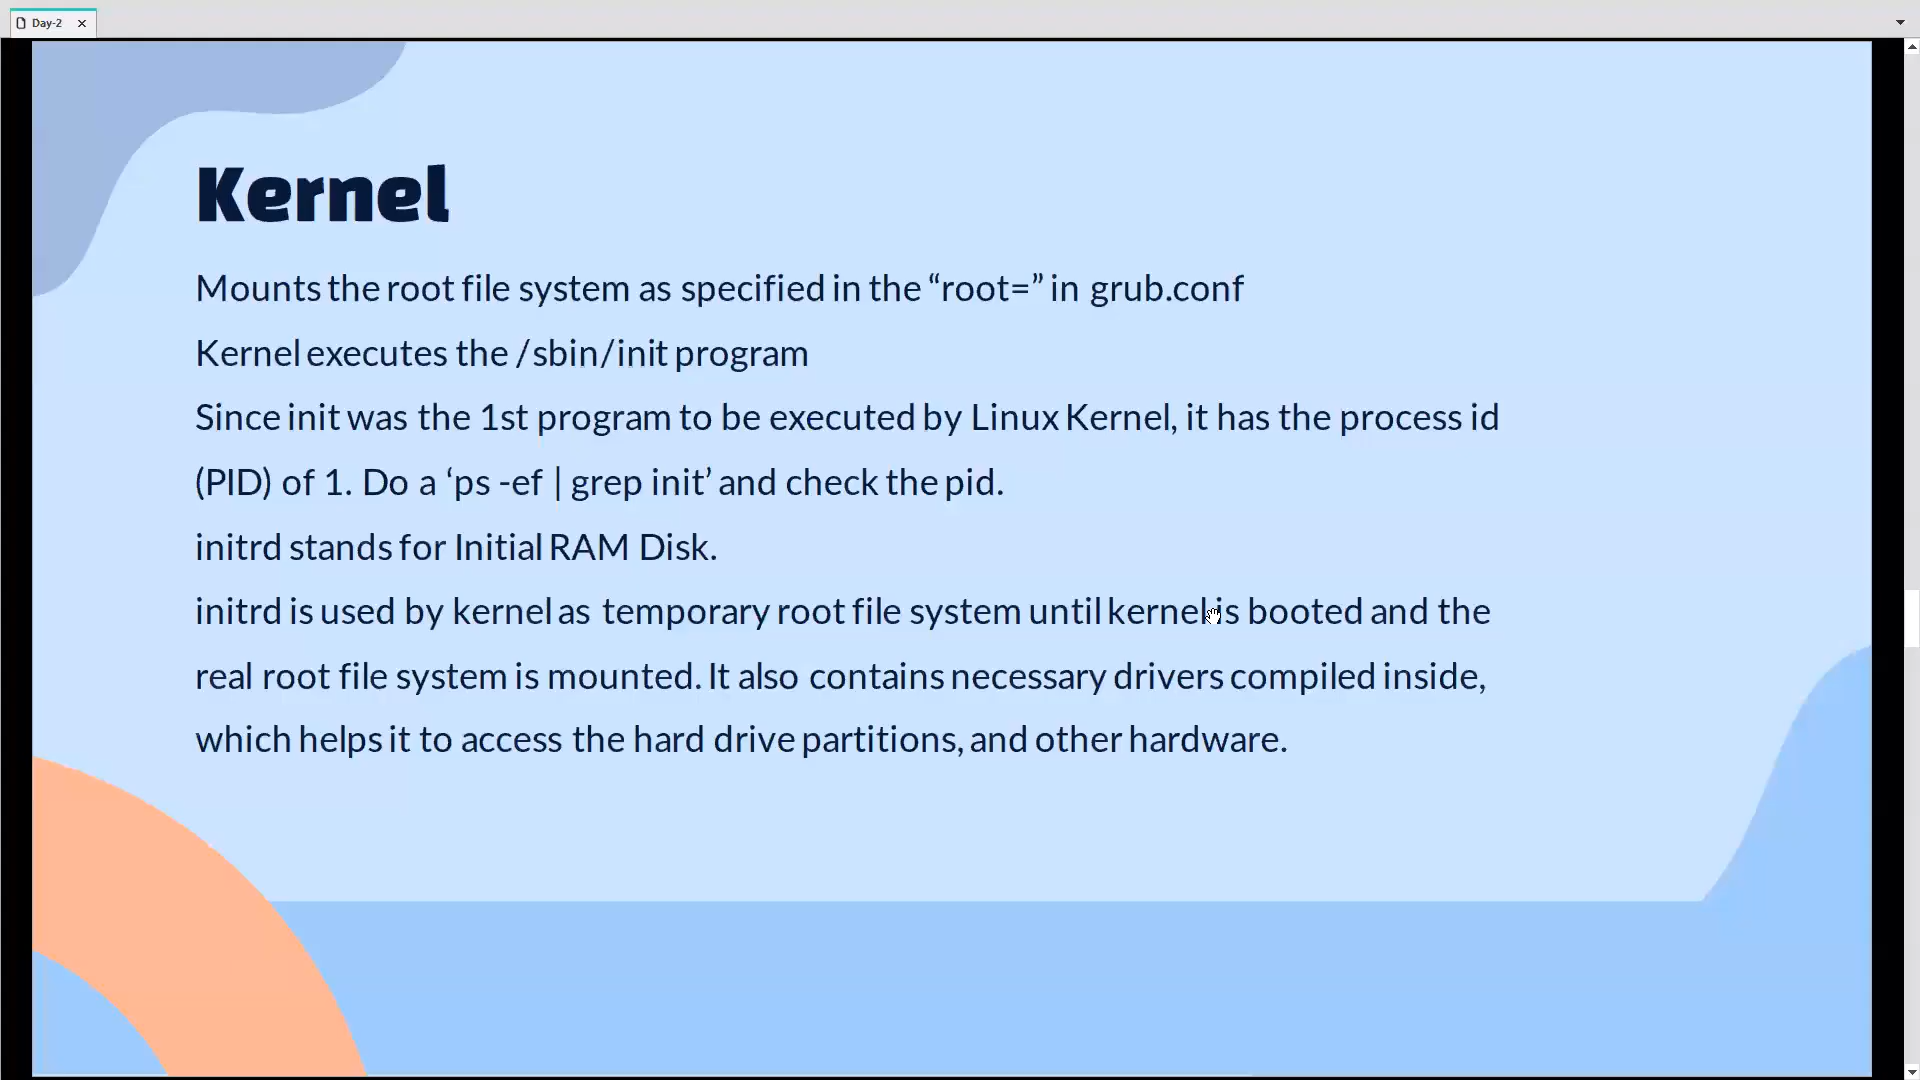 Day-2
Kernel
Mounts the root file system as specified in the “root=” in grub.conf
Kernel executes the /sbin/init program
Since init was the 1st program to be executed by Linux Kernel, it has the process id
(PID) of 1. Do a ‘ps -ef | grep init’ and check the pid.
initrd stands for Initial RAM Disk.
initrd is used by kernel as temporary root file system until kernel is booted and the
real root file system is mounted. It also contains necessary drivers compiled inside,
which helps it to access the hard drive partitions, and other hardware.